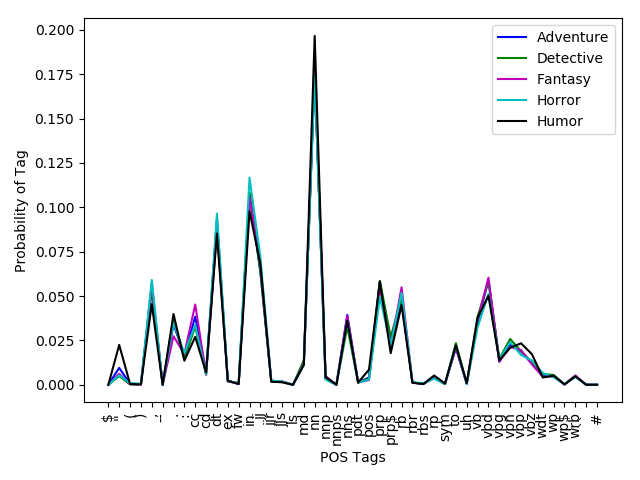 0.200
0.175
0.150
0.125
0.100
0.075
0.050
0.025
0.000
Probability of Tag
Adventure
Detective
Fantasy
Horror
Humor
$
''
(
)
,
.
:
cc
cd
dt
ex
fw
in
jj
jjr
jjs
ls
md
nn
nnp
nnps
nns
pdt
pos
prp
prp$
rb
rbr
rbs
rp
sym
to
uh
vb
vbd
vbg
vbn
vbp
vbz
wdt
wp
wp$
wrb
#
POS Tags